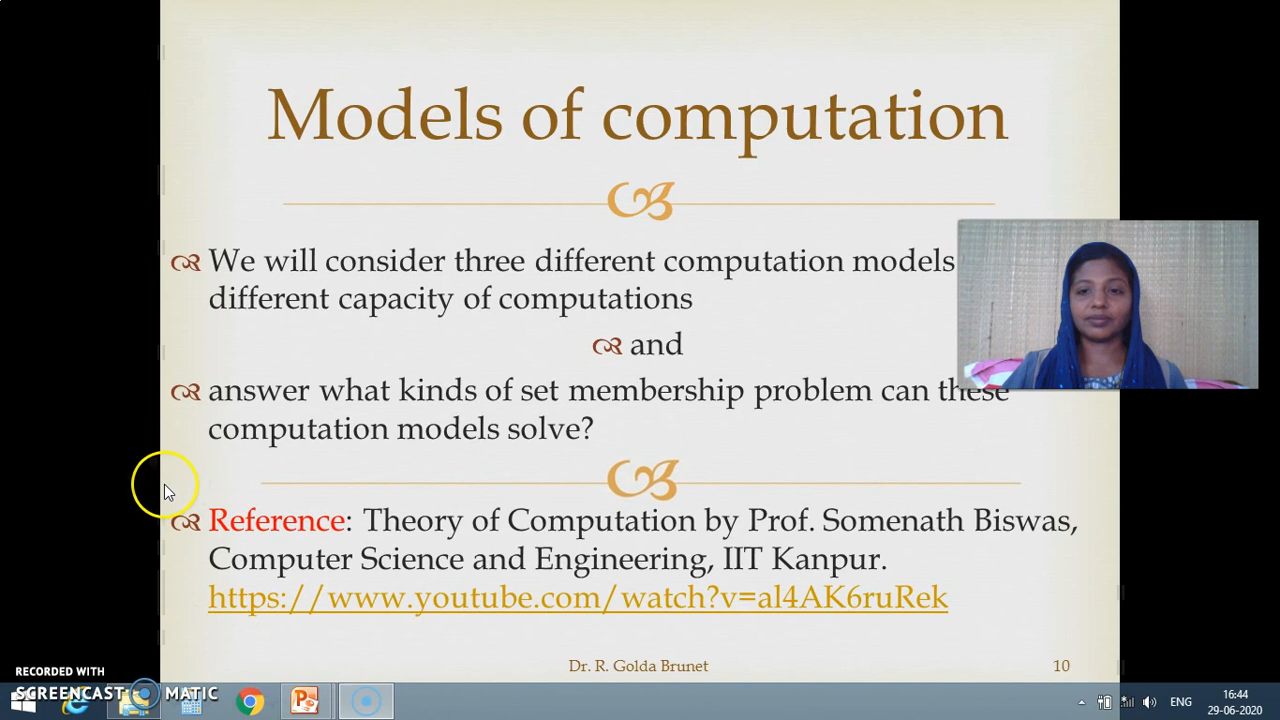 Models of computation
We will consider three different computation models
different capacity of computations
and
answer what kinds of set membership problem can these
computation models solve?
Reference: Theory of Computation by Prof. Somenath Biswas,
Computer Science and Engineering, IIT Kanpur.
https://www.youtube.com/watch?v=al4AK6ruRek
Dr. R. Golda Brunet 10
RECORDED WITH
SCREENCAST MATIC
ENG
16:44
29-06-2020